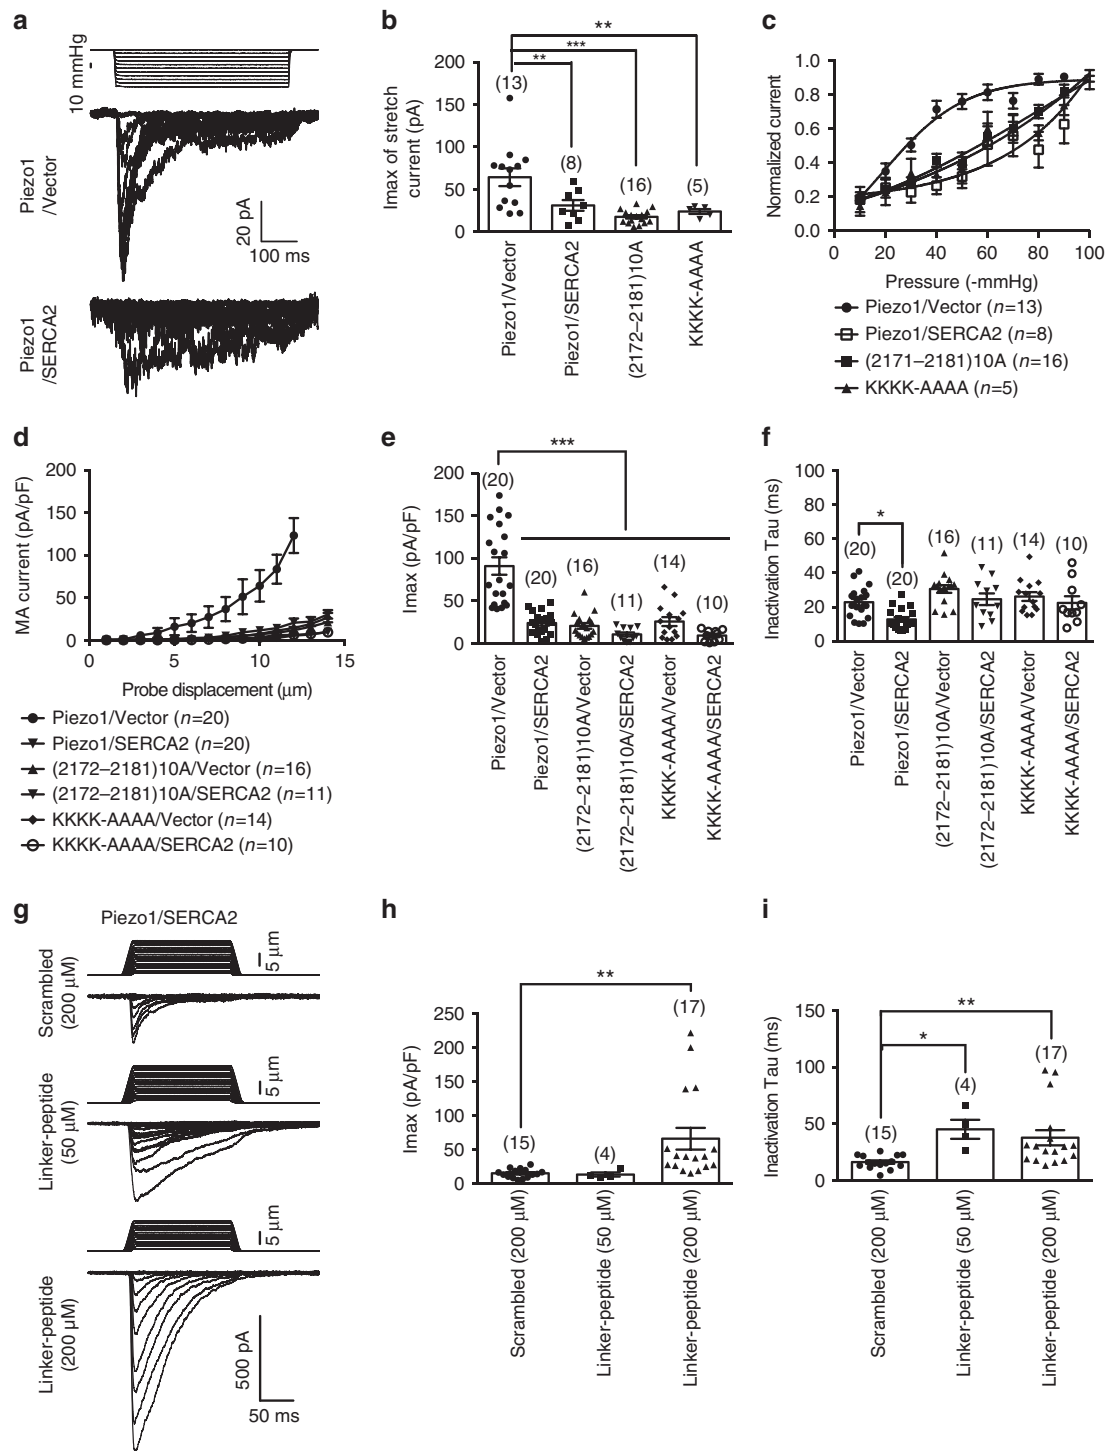 a
10 mmHg
Piezo1
/Vector
20 pA
100 ms
Piezo1
/SERCA2
b
**
***
**
Imax of stretch
current (pA)
200
150
100
50
0
(13)
(8)
(16)
(5)
Piezo1/Vector
Piezo1/SERCA2
(2172–2181)10A
KKKK-AAAA
c
Normalized current
1.0
0.8
0.6
0.4
0.2
0.0
0
20
40
60
80
100
Pressure (-mmHg)
Piezo1/Vector (n=13)
Piezo1/SERCA2 (n=8)
(2171–2181)10A (n=16)
KKKK-AAAA (n=5)
d
MA current (pA/pF)
200
150
100
50
0
0
5
10
15
Probe displacement (μm)
Piezo1/Vector (n=20)
Piezo1/SERCA2 (n=20)
(2172–2181)10A/Vector (n=16)
(2172–2181)10A/SERCA2 (n=11)
KKKK-AAAA/Vector (n=14)
KKKK-AAAA/SERCA2 (n=10)
e
***
Imax (pA/pF)
200
150
100
50
0
(20)
(20)
(16)
(11)
(14)
(10)
Piezo1/Vector
Piezo1/SERCA2
(2172–2181)10A/Vector
(2172–2181)10A/SERCA2
KKKK-AAAA/Vector
KKKK-AAAA/SERCA2
f
Inactivation Tau (ms)
100
80
60
40
20
0
*
(20)
(20)
(16)
(11)
(14)
(10)
Piezo1/Vector
Piezo1/SERCA2
(2172–2181)10A/Vector
(2172–2181)10A/SERCA2
KKKK-AAAA/Vector
KKKK-AAAA/SERCA2
g
Piezo1/SERCA2
Scrambled
(200 μM)
5 μm
Linker-peptide
(50 μM)
5 μm
Linker-peptide
(200 μM)
5 μm
500 pA
50 ms
h
**
Imax (pA/pF)
250
200
150
100
50
0
(15)
(4)
(17)
Scrambled (200 μM)
Linker-peptide (50 μM)
Linker-peptide (200 μM)
i
**
*
Inactivation Tau (ms)
150
100
50
0
(15)
(4)
(17)
Scrambled (200 μM)
Linker-peptide (50 μM)
Linker-peptide (200 μM)